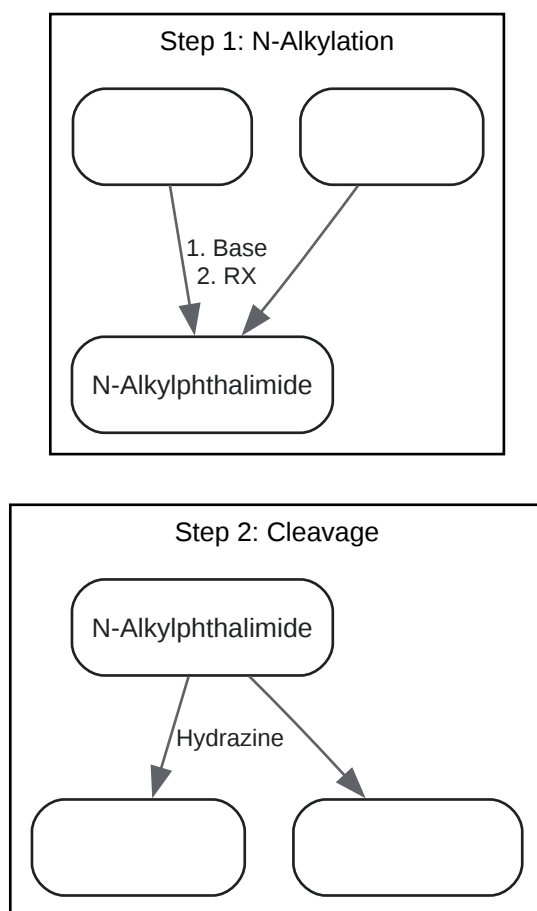 Step 1: N-Alkylation
1. Base
2. RX
N-Alkylphthalimide
Step 2: Cleavage
N-Alkylphthalimide
Hydrazine